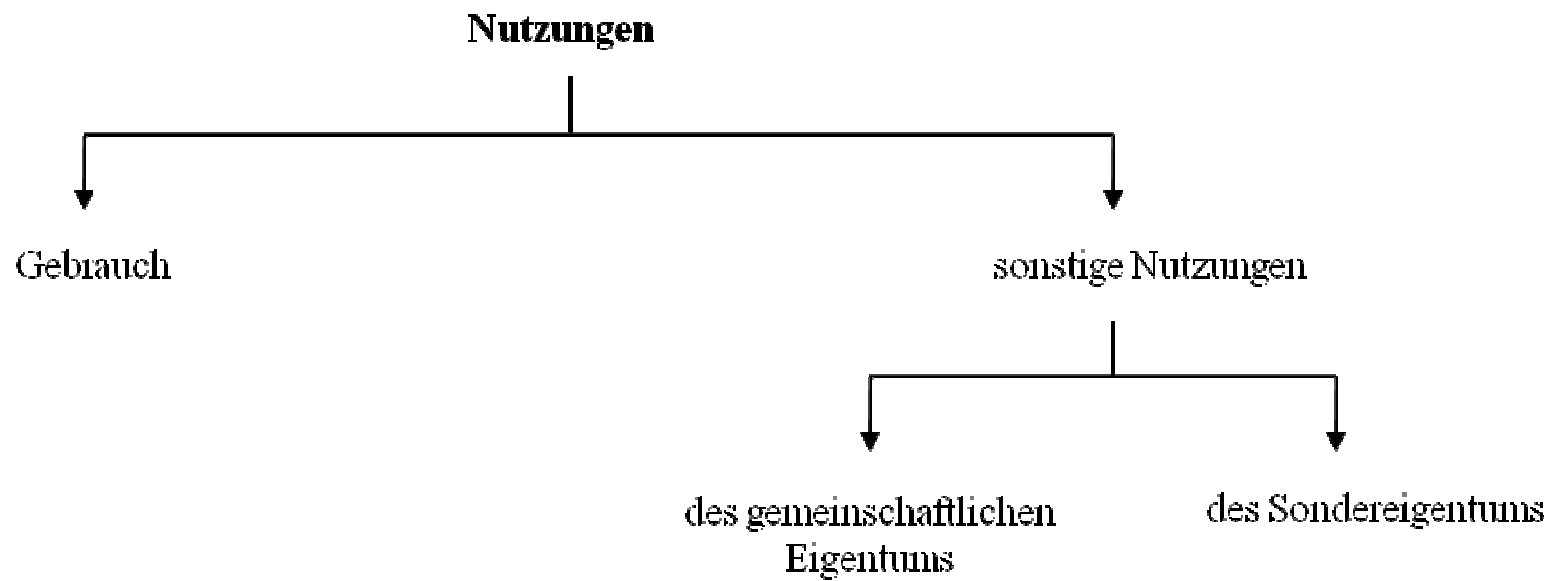 Nutzungen
Gebrauch
sonstige Nutzungen
des gemeinschaftlichen
Eigentums
des Sondereigentums